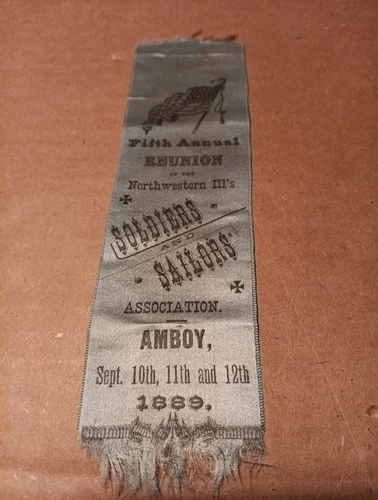 Fifth Annual
REUNION
OF THE
Northwestern Ill's
SOLDIERS
AND
SAILORS'
ASSOCIATION.
AMBOY,
Sept. 10th, 11th and 12th
1889.